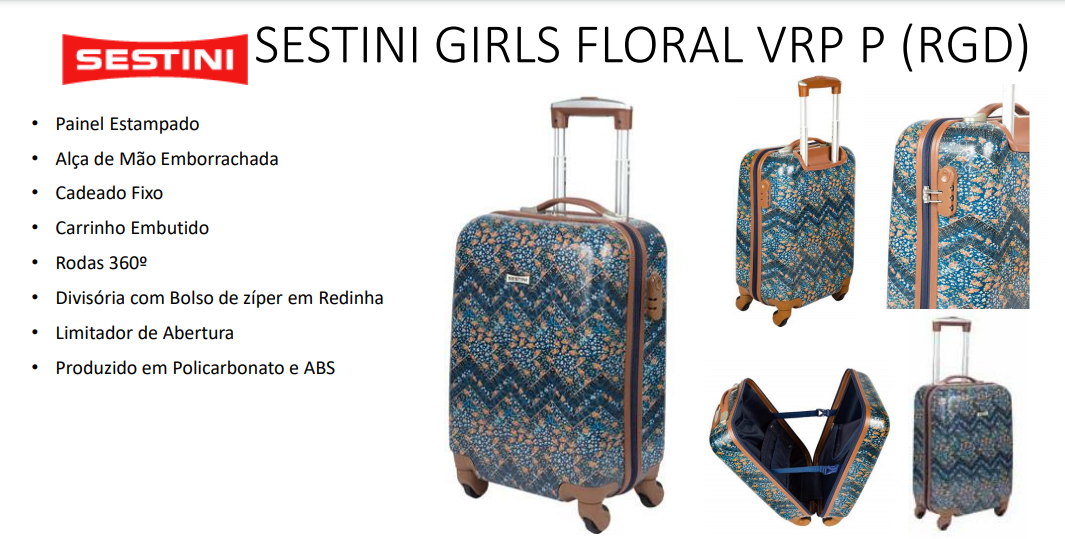 SESTINI
SESTINI GIRLS FLORAL VRP P (RGD)
• Painel Estampado
• Alça de Mão Emborrachada
• Cadeado Fixo
• Carrinho Embutido
• Rodas 360º
• Divisória com Bolso de zíper em Redinha
• Limitador de Abertura
• Produzido em Policarbonato e ABS
SESTINI